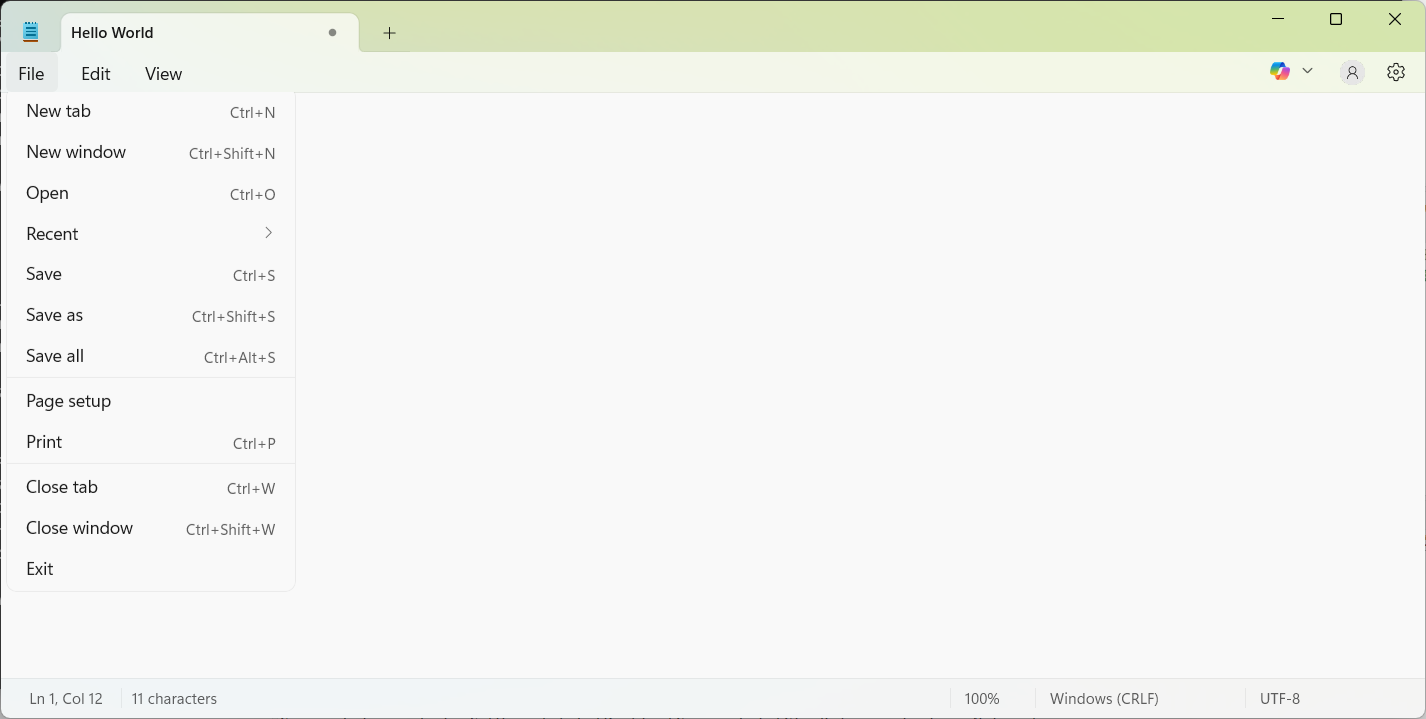 Hello World
File Edit View
New tab Ctrl+N
New window Ctrl+Shift+N
Open Ctrl+O
Recent
Save Ctrl+S
Save as Ctrl+Shift+S
Save all Ctrl+Alt+S
Page setup
Print Ctrl+P
Close tab Ctrl+W
Close window Ctrl+Shift+W
Exit
Ln 1, Col 12 11 characters 100% Windows (CRLF) UTF-8